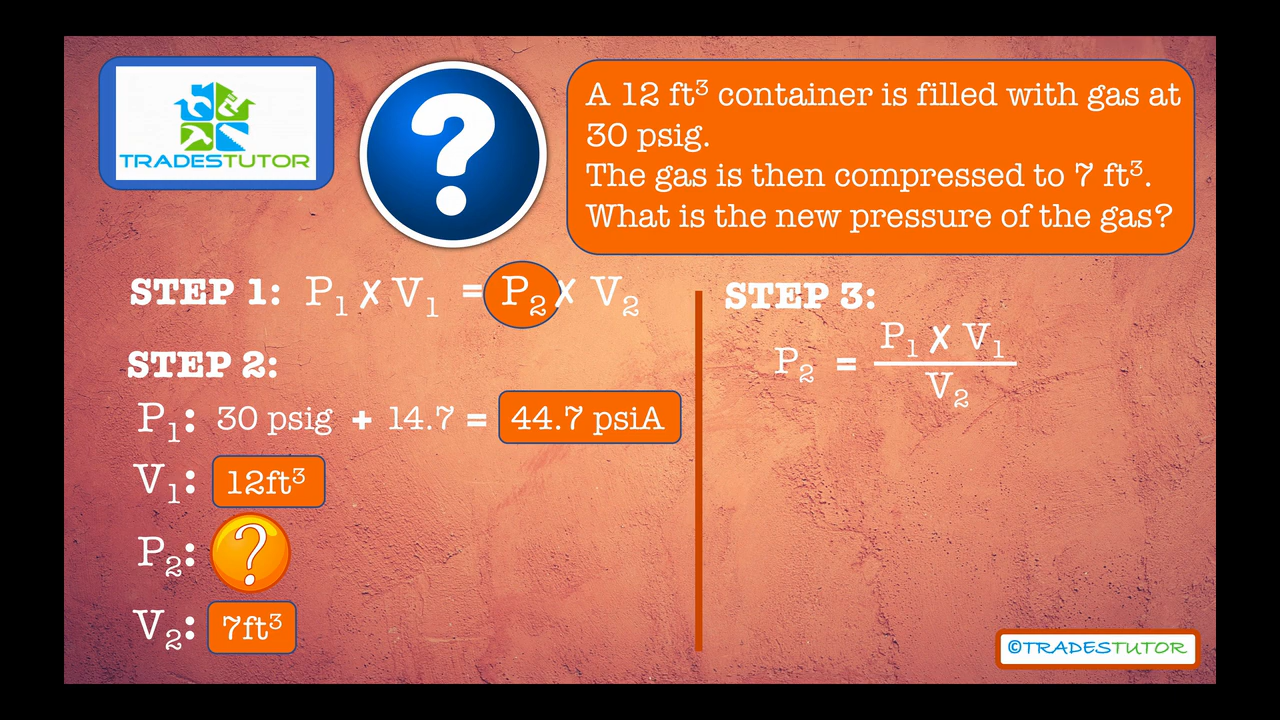 TRADESTUTOR
?
A 12 ft³ container is filled with gas at
30 psig.
The gas is then compressed to 7 ft³.
What is the new pressure of the gas?
STEP 1: P₁ x V₁ = P₂ x V₂
STEP 2:
P₁: 30 psig + 14.7 = 44.7 psiA
V₁: 12ft³
P₂: ?
V₂: 7ft³
STEP 3:
P₁ x V₁
P₂ =
V₂
©TRADESTUTOR